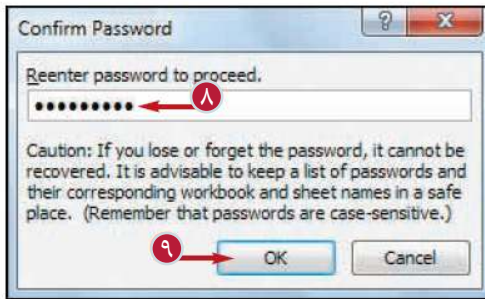 Confirm Password
Reenter password to proceed.
•••••••••
٨
Caution: If you lose or forget the password, it cannot be
recovered. It is advisable to keep a list of passwords and
their corresponding workbook and sheet names in a safe
place. (Remember that passwords are case-sensitive.)
٩ OK Cancel